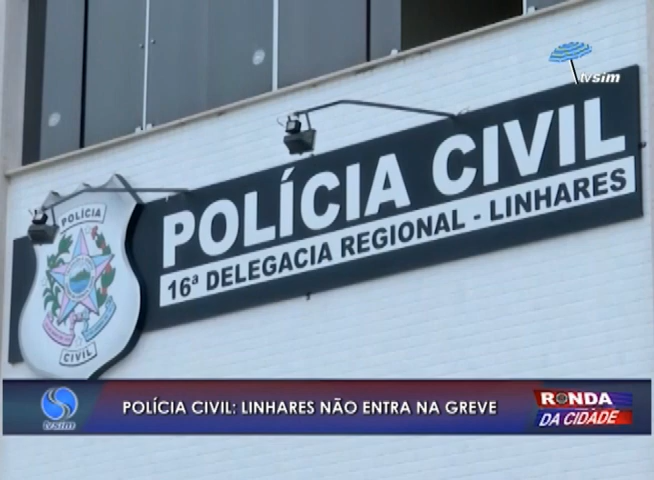 tvsim
POLÍCIA CIVIL
16ª DELEGACIA REGIONAL - LINHARES
POLÍCIA
CIVIL
tvsim
POLÍCIA CIVIL: LINHARES NÃO ENTRA NA GREVE
RONDA
DA CIDADE